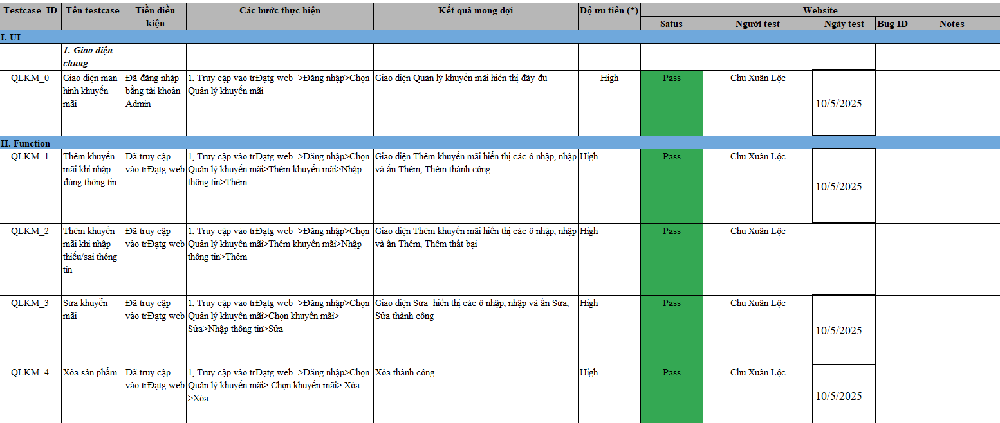 Testcase_ID Tên testcase Tiền điều Các bước thực hiện Kết quả mong đợi Độ ưu tiên (*) Website
kiện Satus Người test Ngày test Bug ID Notes
I. UI
1. Giao diện
chung
QLKM_0 Giao diện màn Đã đăng nhập 1, Truy cập vào trĐạtg web >Đăng nhập>Chọn Giao diện Quản lý khuyến mãi hiển thị đầy đủ High Pass Chu Xuân Lộc
hình khuyến bằng tài khoản Quản lý khuyến mãi
mãi Admin 10/5/2025
II. Function
QLKM_1 Thêm khuyến Đã truy cập 1, Truy cập vào trĐạtg web >Đăng nhập>Chọn Giao diện Thêm khuyến mãi hiển thị các ô nhập, nhập High Pass Chu Xuân Lộc
mãi khi nhập vào trĐạtg web Quản lý khuyến mãi>Thêm khuyến mãi>Nhập và ấn Thêm, Thêm thành công
đúng thông tin thông tin>Thêm 10/5/2025
QLKM_2 Thêm khuyến Đã truy cập 1, Truy cập vào trĐạtg web >Đăng nhập>Chọn Giao diện Thêm khuyến mãi hiển thị các ô nhập, nhập High Pass Chu Xuân Lộc
mãi khi nhập vào trĐạtg web Quản lý khuyến mãi>Thêm khuyến mãi>Nhập và ấn Thêm, Thêm thất bại
thiếu/sai thông thông tin>Thêm
tin
QLKM_3 Sửa khuyễn Đã truy cập 1, Truy cập vào trĐạtg web >Đăng nhập>Chọn Giao diện Sửa hiển thị các ô nhập, nhập và ấn Sửa, High Pass Chu Xuân Lộc
mãi vào trĐạtg web Quản lý khuyến mãi>Chọn khuyến mãi> Sửa thành công
Sửa>Nhập thông tin>Sửa 10/5/2025
QLKM_4 Xóa sản phẩm Đã truy cập 1, Truy cập vào trĐạtg web >Đăng nhập>Chọn Xóa thành công High Pass Chu Xuân Lộc
vào trĐạtg web Quản lý khuyến mãi> Chọn khuyến mãi> Xóa
>Xóa 10/5/2025